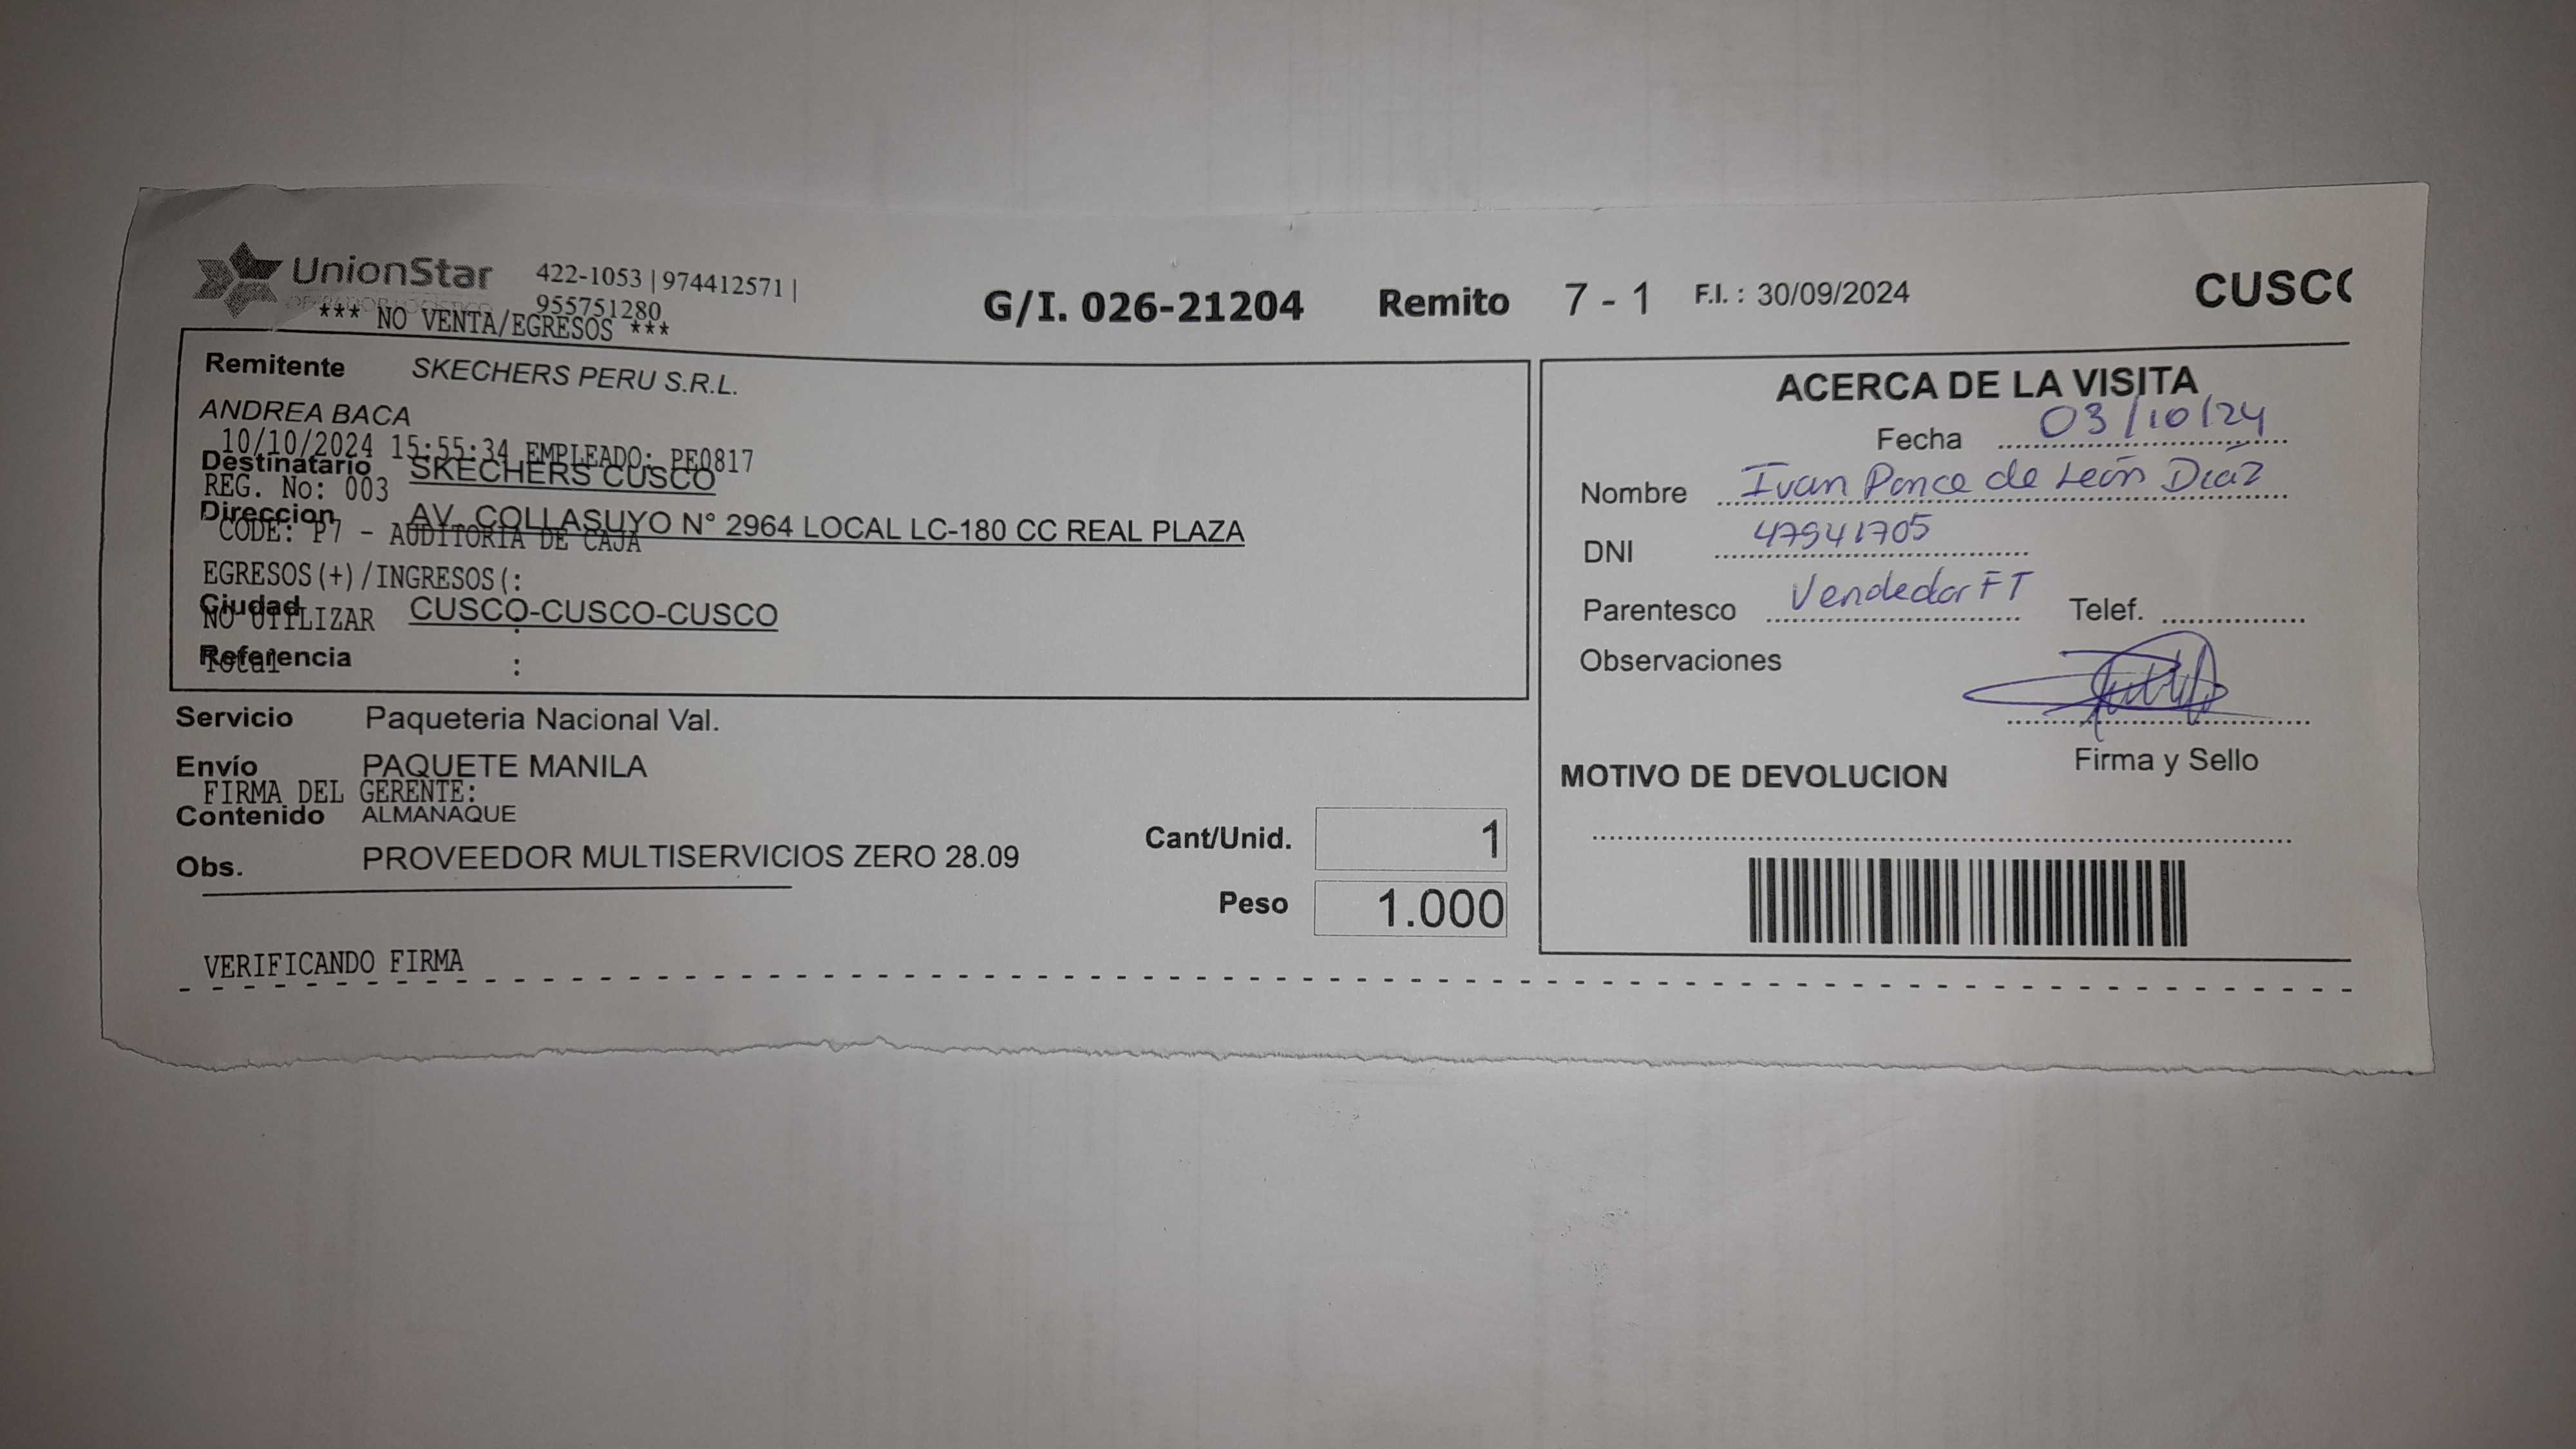 UnionStar
OPERADOR LOGÍSTICO
422-1053 | 974412571 |
955751280
*** NO VENTA/EGRESOS ***
G/I. 026-21204 Remito 7 - 1 F.I. : 30/09/2024 CUSCO
Remitente SKECHERS PERU S.R.L.
ANDREA BACA
10/10/2024 15:55:34 EMPLEADO: PE0817
Destinatario SKECHERS CUSCO
REG. No: 003
Direccion AV. COLLASUYO N° 2964 LOCAL LC-180 CC REAL PLAZA
CODE: P7 - AUDITORIA DE CAJA
EGRESOS(+)/INGRESOS(:
Ciudad CUSCO-CUSCO-CUSCO
NO UTILIZAR :
Referencia
Total :
Servicio Paqueteria Nacional Val.
Envío PAQUETE MANILA
FIRMA DEL GERENTE:
Contenido ALMANAQUE
Obs. PROVEEDOR MULTISERVICIOS ZERO 28.09
Cant/Unid. 1
Peso 1.000
VERIFICANDO FIRMA
ACERCA DE LA VISITA
Fecha 03/10/24
Nombre Ivan Ponce de León Díaz
DNI 47941705
Parentesco Vendedor FT Telef.
Observaciones
Firma y Sello
MOTIVO DE DEVOLUCION